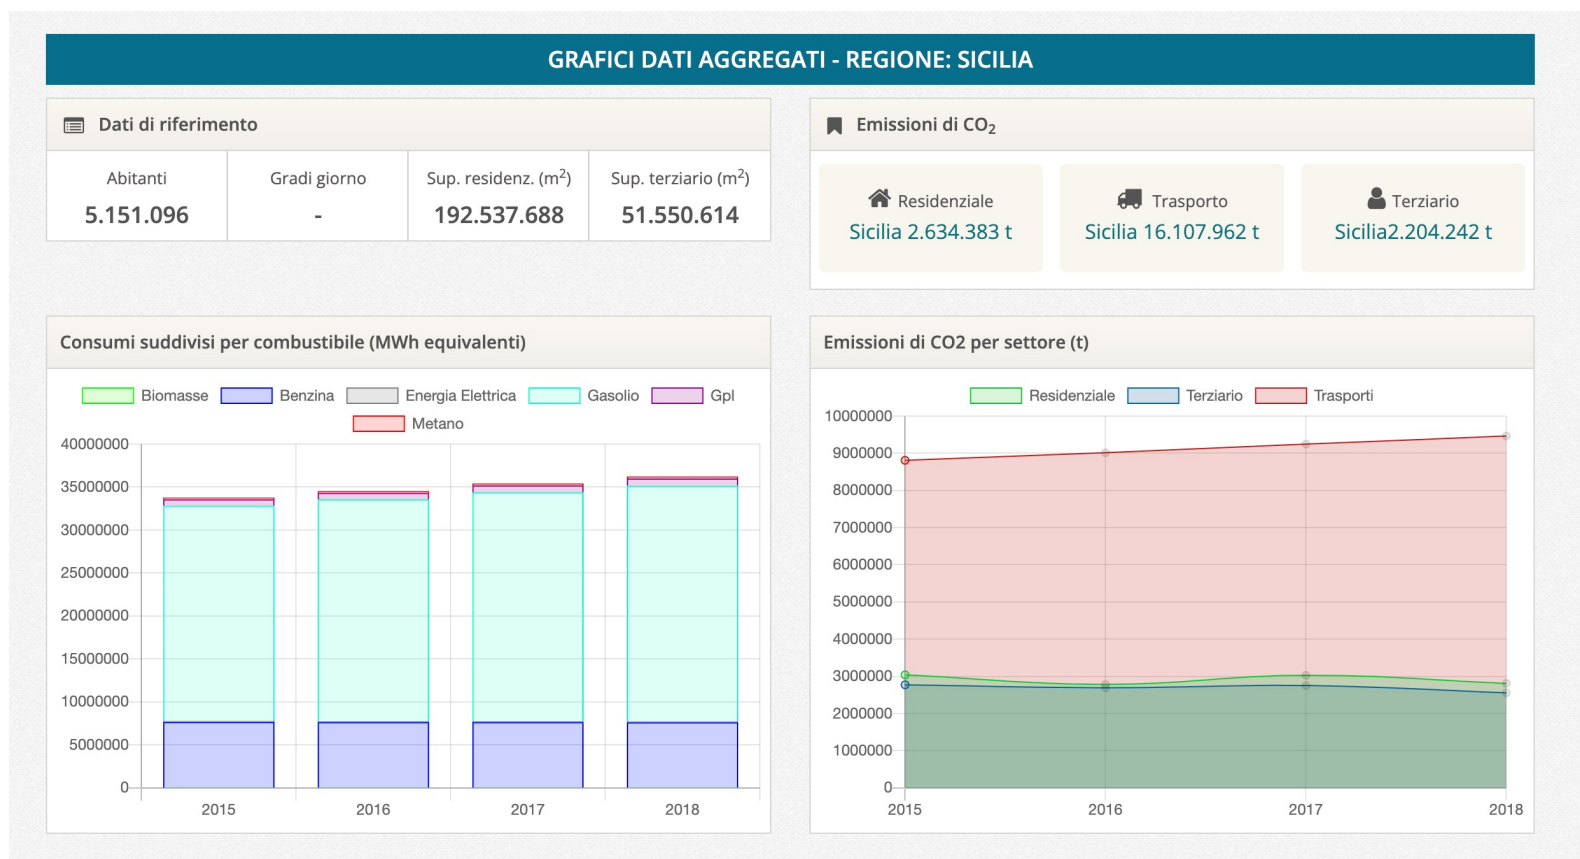 GRAFICI DATI AGGREGATI - REGIONE: SICILIA
Dati di riferimento
Abitanti
5.151.096
Gradi giorno
-
Sup. residenz. (m²)
192.537.688
Sup. terziario (m²)
51.550.614
Emissioni di CO₂
Residenziale
Sicilia 2.634.383 t
Trasporto
Sicilia 16.107.962 t
Terziario
Sicilia2.204.242 t
Consumi suddivisi per combustibile (MWh equivalenti)
Biomasse Benzina Energia Elettrica Gasolio Gpl
Metano
40000000
35000000
30000000
25000000
20000000
15000000
10000000
5000000
0
2015 2016 2017 2018
Emissioni di CO2 per settore (t)
Residenziale Terziario Trasporti
10000000
9000000
8000000
7000000
6000000
5000000
4000000
3000000
2000000
1000000
0
2015 2016 2017 2018